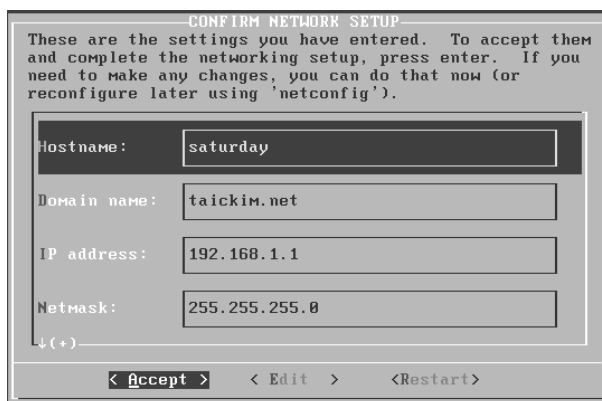 CONFIRM NETWORK SETUP
These are the settings you have entered.  To accept them
and complete the networking setup, press enter.  If you
need to make any changes, you can do that now (or
reconfigure later using 'netconfig').
Hostname: saturday
Domain name: taickim.net
IP address: 192.168.1.1
Netmask: 255.255.255.0
↓(+)
< Accept > < Edit > <Restart>